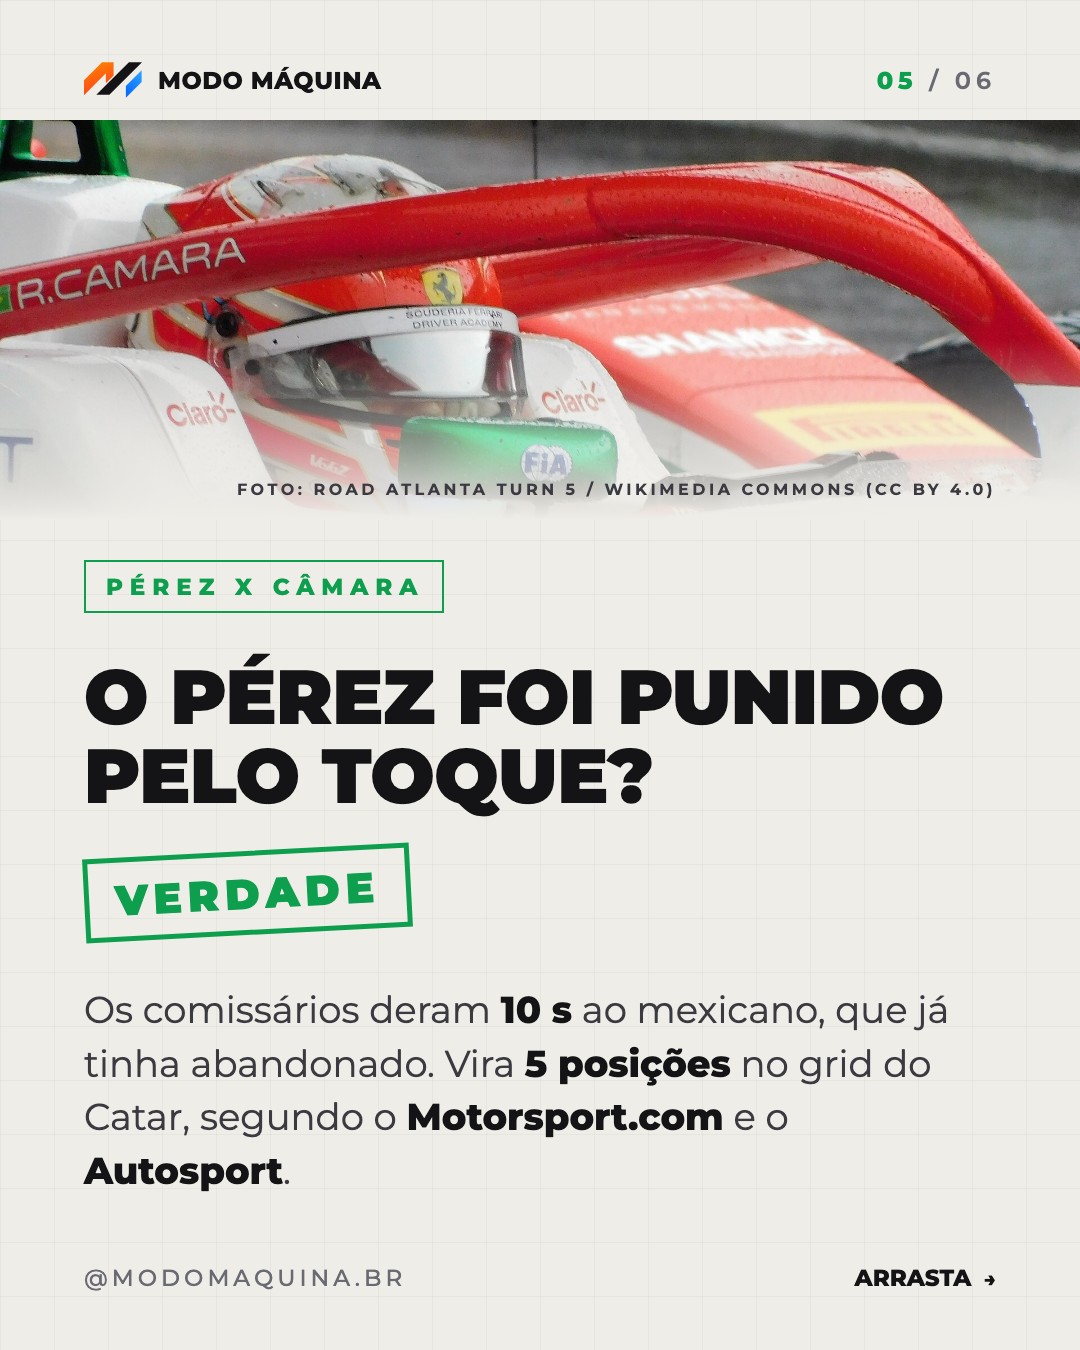 MODO MÁQUINA
05 / 06
R.CAMARA
SCUDERIA FERRARI
DRIVER ACADEMY
SHAMICK
Claro
Claro
PIRELLI
FIA
FOTO: ROAD ATLANTA TURN 5 / WIKIMEDIA COMMONS (CC BY 4.0)
PÉREZ X CÂMARA
O PÉREZ FOI PUNIDO
PELO TOQUE?
VERDADE
Os comissários deram 10 s ao mexicano, que já
tinha abandonado. Vira 5 posições no grid do
Catar, segundo o Motorsport.com e o
Autosport.
@MODOMAQUINA.BR
ARRASTA →